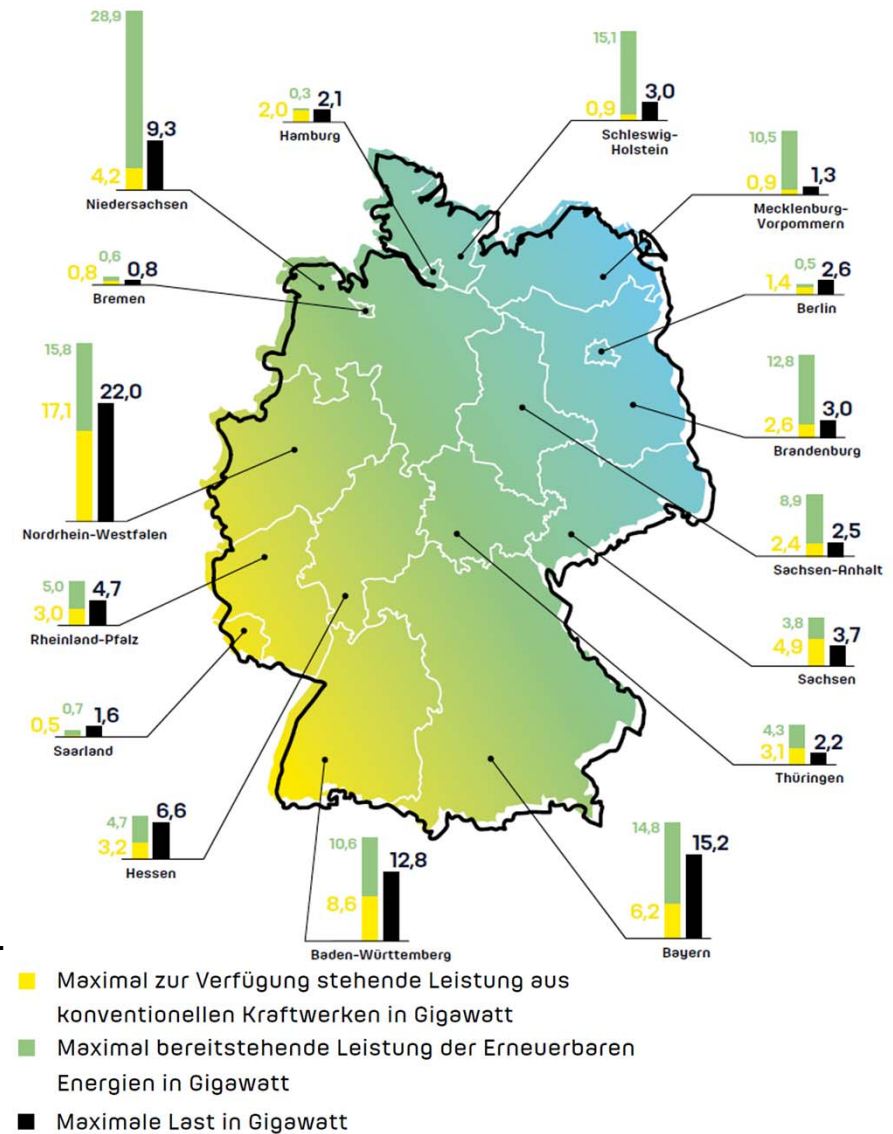 28,9
4,2
9,3
Niedersachsen
0,3
2,0
2,1
Hamburg
15,1
0,9
3,0
Schleswig-
Holstein
10,5
0,9
1,3
Mecklenburg-
Vorpommern
0,6
0,8
0,8
Bremen
0,5
1,4
2,6
Berlin
15,8
17,1
22,0
Nordrhein-Westfalen
12,8
2,6
3,0
Brandenburg
8,9
2,4
2,5
Sachsen-Anhalt
5,0
3,0
4,7
Rheinland-Pfalz
3,8
4,9
3,7
Sachsen
0,7
0,5
1,6
Saarland
4,3
3,1
2,2
Thüringen
4,7
3,2
6,6
Hessen
10,6
8,6
12,8
Baden-Württemberg
14,8
6,2
15,2
Bayern
Maximal zur Verfügung stehende Leistung aus
konventionellen Kraftwerken in Gigawatt
Maximal bereitstehende Leistung der Erneuerbaren
Energien in Gigawatt
Maximale Last in Gigawatt